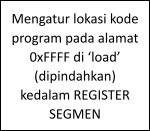 Mengatur lokasi kode
program pada alamat
0xFFFF di ‘load’
(dipindahkan)
kedalam REGISTER
SEGMEN